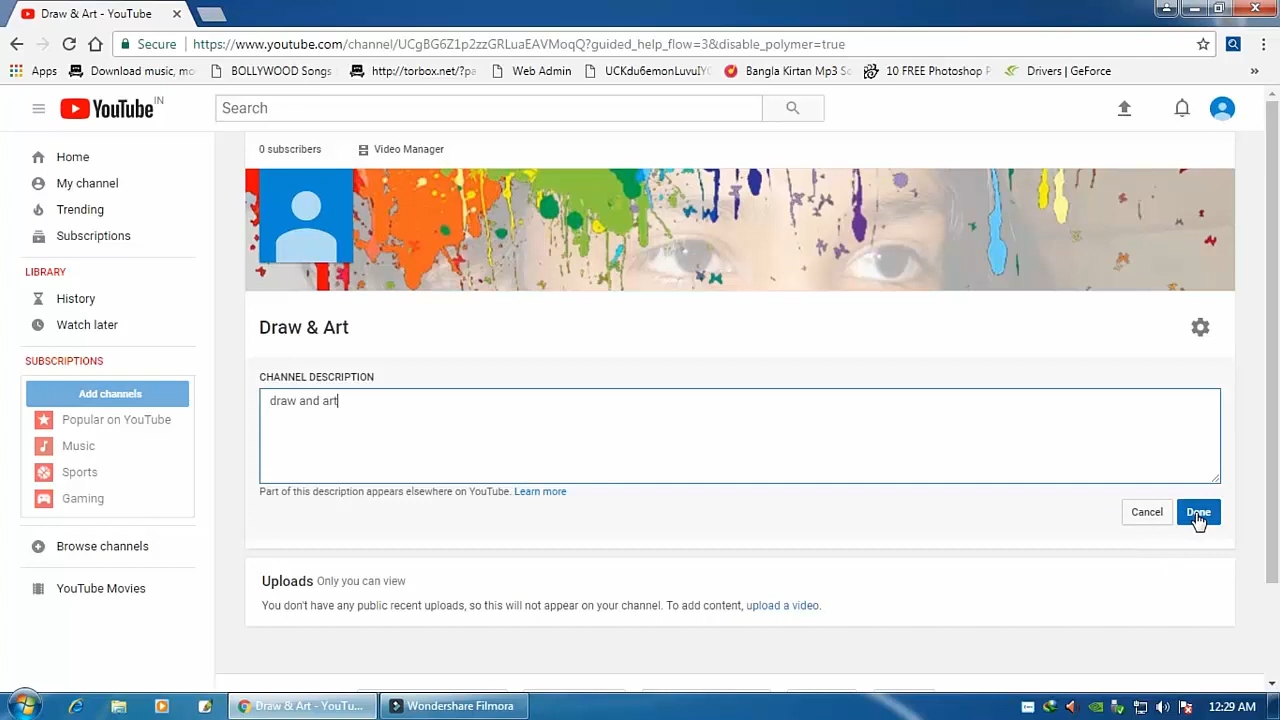 Draw & Art - YouTube
Secure
https://www.youtube.com/channel/UCgBG6Z1p2zzGRLuaEAVMoqQ?guided_help_flow=3&disable_polymer=true
Apps
Download music, mo
BOLLYWOOD Songs
http://torbox.net/?pa
Web Admin
UCKdu6emonLuvuIYC
Bangla Kirtan Mp3 Sc
10 FREE Photoshop P
Drivers | GeForce
YouTube IN
Search
0 subscribers
Video Manager
Home
My channel
Trending
Subscriptions
LIBRARY
History
Watch later
SUBSCRIPTIONS
Add channels
Popular on YouTube
Music
Sports
Gaming
Browse channels
YouTube Movies
Draw & Art
CHANNEL DESCRIPTION
draw and art
Part of this description appears elsewhere on YouTube. Learn more
Cancel
Done
Uploads Only you can view
You don't have any public recent uploads, so this will not appear on your channel. To add content, upload a video.
Draw & Art - YouTu...
Wondershare Filmora
12:29 AM